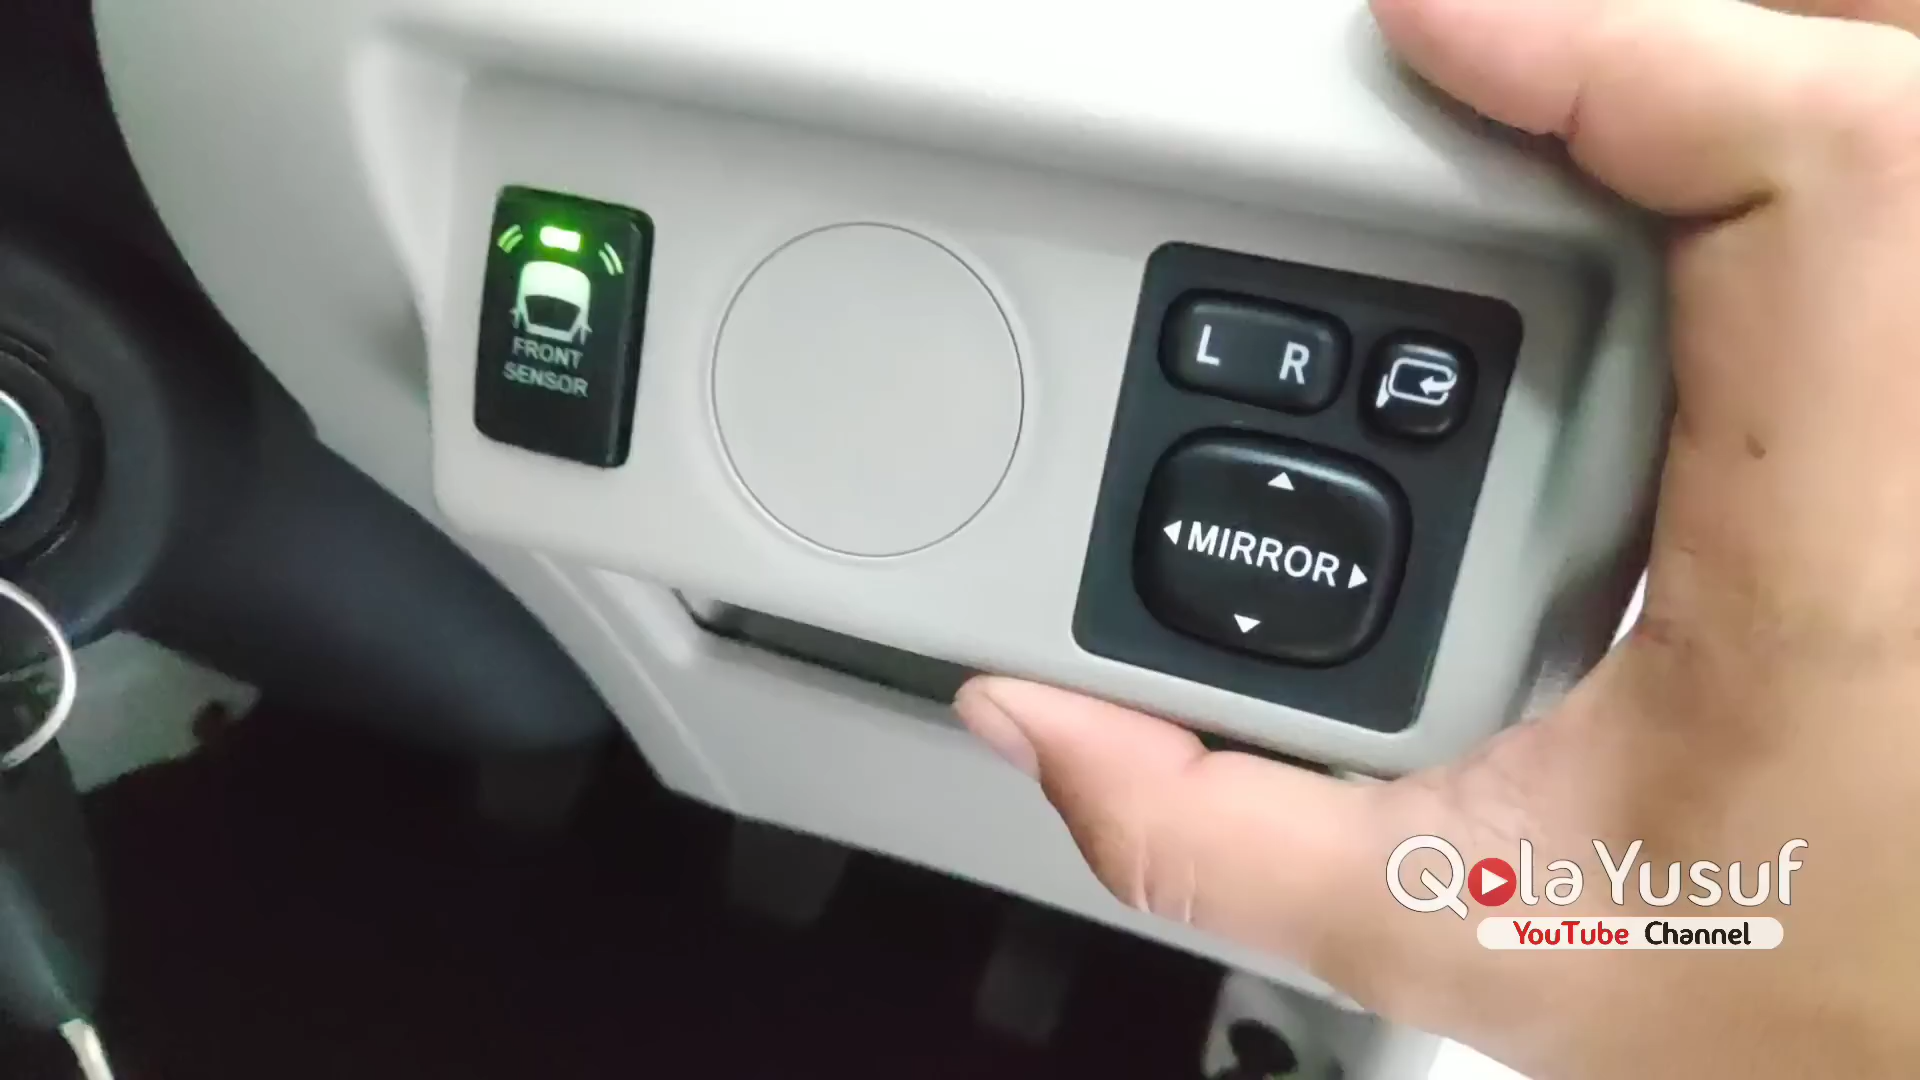 FRONT
SENSOR
L R
MIRROR
Qola Yusuf
YouTube Channel